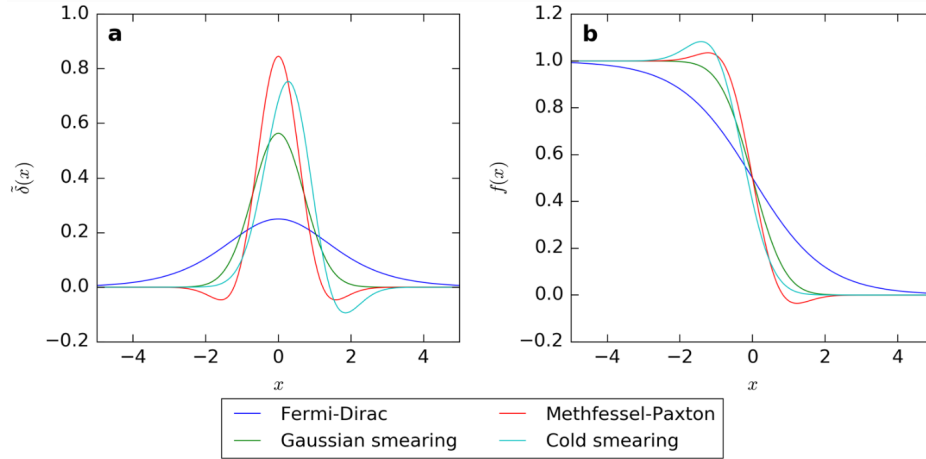 a
1.0
0.8
0.6
0.4
0.2
0.0
−0.2
−4
−2
0
2
4
δ̃(x)
x
b
1.2
1.0
0.8
0.6
0.4
0.2
0.0
−0.2
−4
−2
0
2
4
f(x)
x
Fermi-Dirac
Methfessel-Paxton
Gaussian smearing
Cold smearing